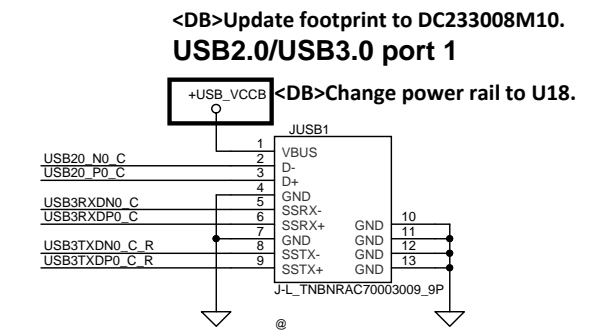 <DB>Update footprint to DC233008M10.
USB2.0/USB3.0 port 1
+USB_VCCB
<DB>Change power rail to U18.
JUSB1
1 VBUS
USB20_N0_C 2 D-
USB20_P0_C 3 D+
4 GND
USB3RXDN0_C 5 SSRX-
USB3RXDP0_C 6 SSRX+ GND 10
7 GND GND 11
USB3TXDN0_C_R 8 SSTX- GND 12
USB3TXDP0_C_R 9 SSTX+ GND 13
J-L_TNBNRAC70003009_9P
@